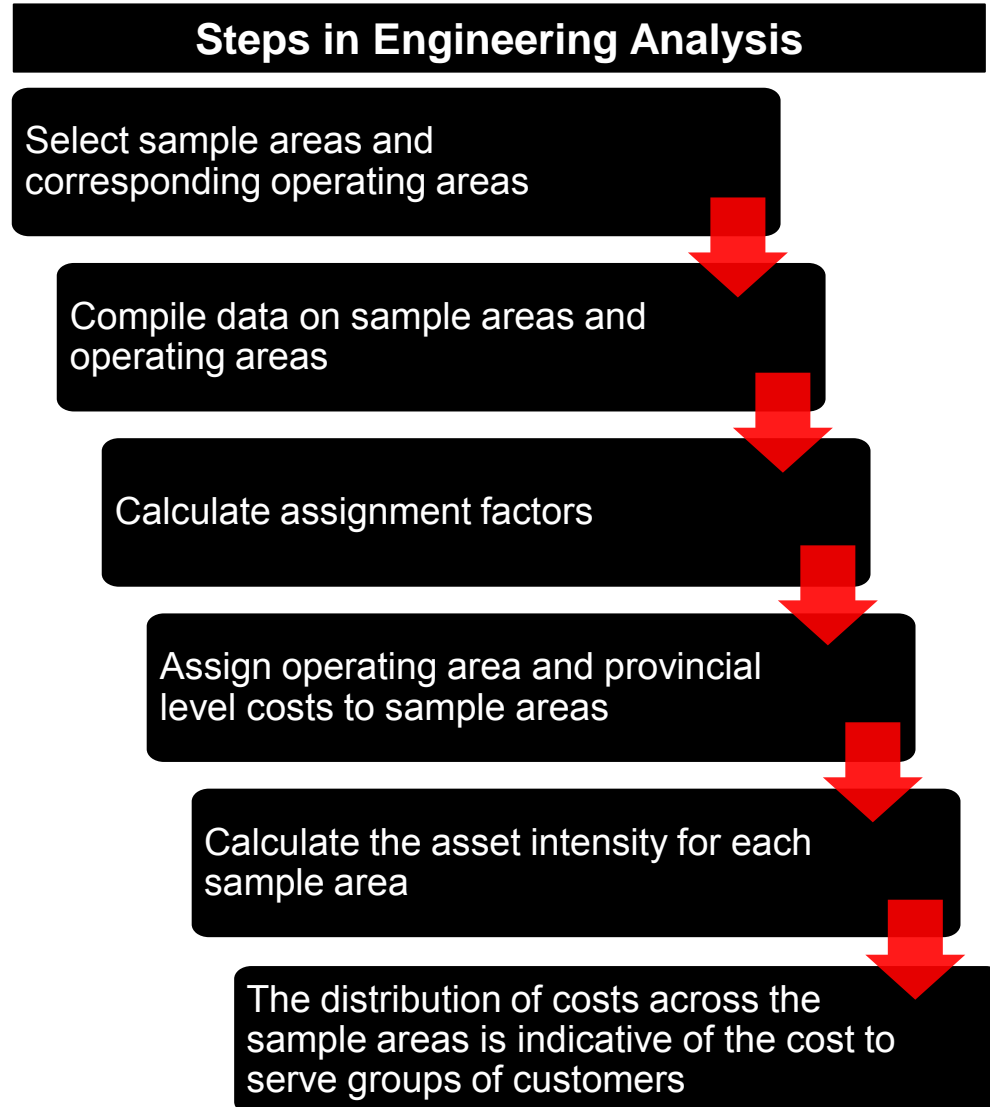 Steps in Engineering Analysis
Select sample areas and
corresponding operating areas
Compile data on sample areas and
operating areas
Calculate assignment factors
Assign operating area and provincial
level costs to sample areas
Calculate the asset intensity for each
sample area
The distribution of costs across the
sample areas is indicative of the cost to
serve groups of customers